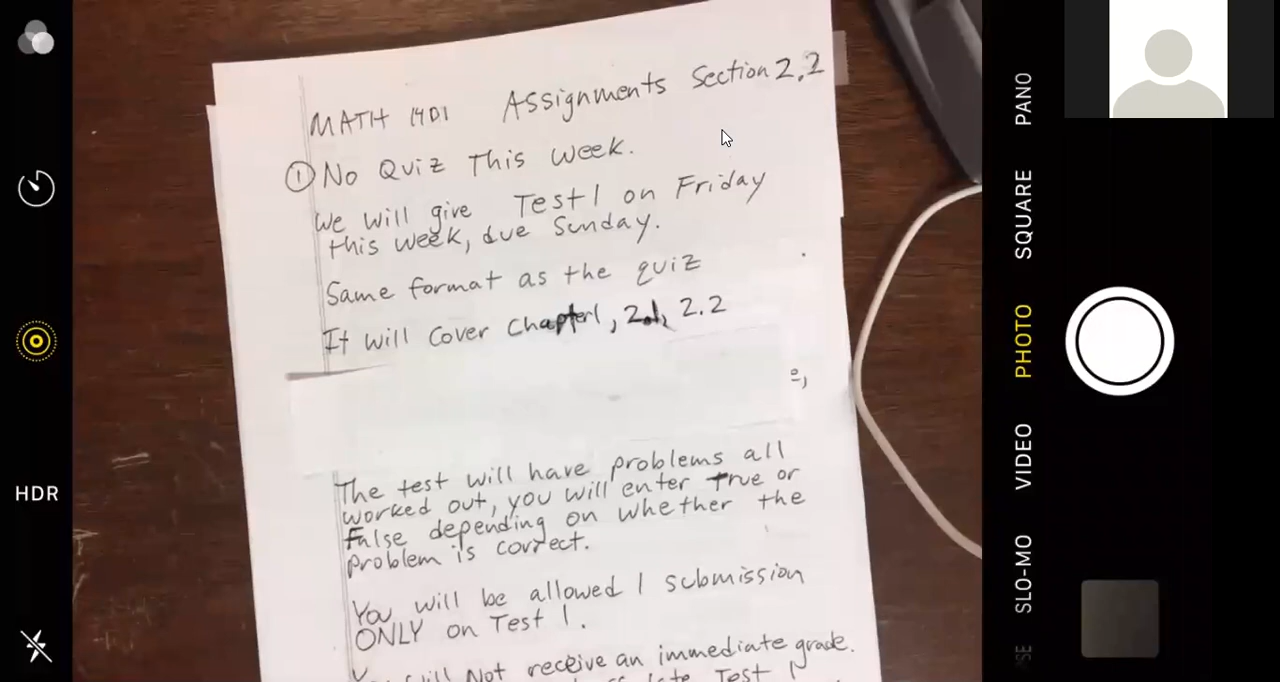 MATH 1401 Assignments Section 2.2
① No Quiz This week.
We will give Test 1 on Friday
this week, due Sunday.
Same format as the quiz
It will cover Chapter 1, 2.1, 2.2
The test will have problems all
worked out, you will enter True or
False depending on whether the
problem is correct.
You will be allowed 1 submission
ONLY on Test 1.
will Not receive an immediate grade.
Test 1
HDR
PANO
SQUARE
PHOTO
VIDEO
SLO-MO